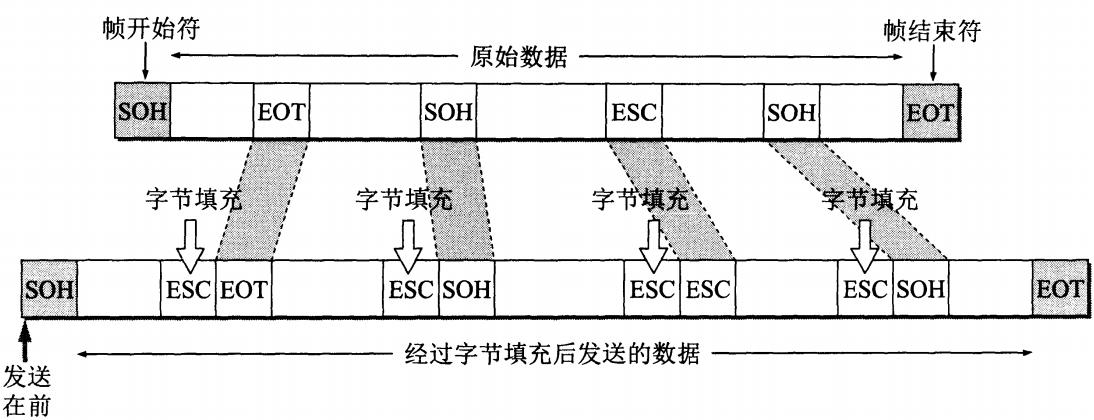 帧开始符
帧结束符
原始数据
SOH EOT SOH ESC SOH EOT
字节填充 字节填充 字节填充 字节填充
SOH ESC EOT ESC SOH ESC ESC ESC SOH EOT
经过字节填充后发送的数据
发送
在前